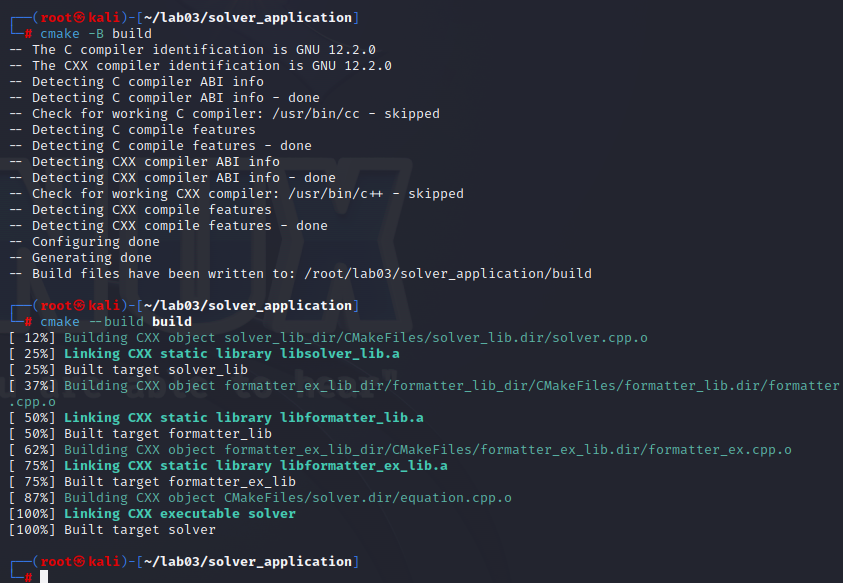 ┌──(root㉿kali)-[~/lab03/solver_application]
└─# cmake -B build
-- The C compiler identification is GNU 12.2.0
-- The CXX compiler identification is GNU 12.2.0
-- Detecting C compiler ABI info
-- Detecting C compiler ABI info - done
-- Check for working C compiler: /usr/bin/cc - skipped
-- Detecting C compile features
-- Detecting C compile features - done
-- Detecting CXX compiler ABI info
-- Detecting CXX compiler ABI info - done
-- Check for working CXX compiler: /usr/bin/c++ - skipped
-- Detecting CXX compile features
-- Detecting CXX compile features - done
-- Configuring done
-- Generating done
-- Build files have been written to: /root/lab03/solver_application/build
┌──(root㉿kali)-[~/lab03/solver_application]
└─# cmake --build build
[ 12%] Building CXX object solver_lib_dir/CMakeFiles/solver_lib.dir/solver.cpp.o
[ 25%] Linking CXX static library libsolver_lib.a
[ 25%] Built target solver_lib
[ 37%] Building CXX object formatter_ex_lib_dir/formatter_lib_dir/CMakeFiles/formatter_lib.dir/formatter
.cpp.o
[ 50%] Linking CXX static library libformatter_lib.a
[ 50%] Built target formatter_lib
[ 62%] Building CXX object formatter_ex_lib_dir/CMakeFiles/formatter_ex_lib.dir/formatter_ex.cpp.o
[ 75%] Linking CXX static library libformatter_ex_lib.a
[ 75%] Built target formatter_ex_lib
[ 87%] Building CXX object CMakeFiles/solver.dir/equation.cpp.o
[100%] Linking CXX executable solver
[100%] Built target solver
┌──(root㉿kali)-[~/lab03/solver_application]
└─#